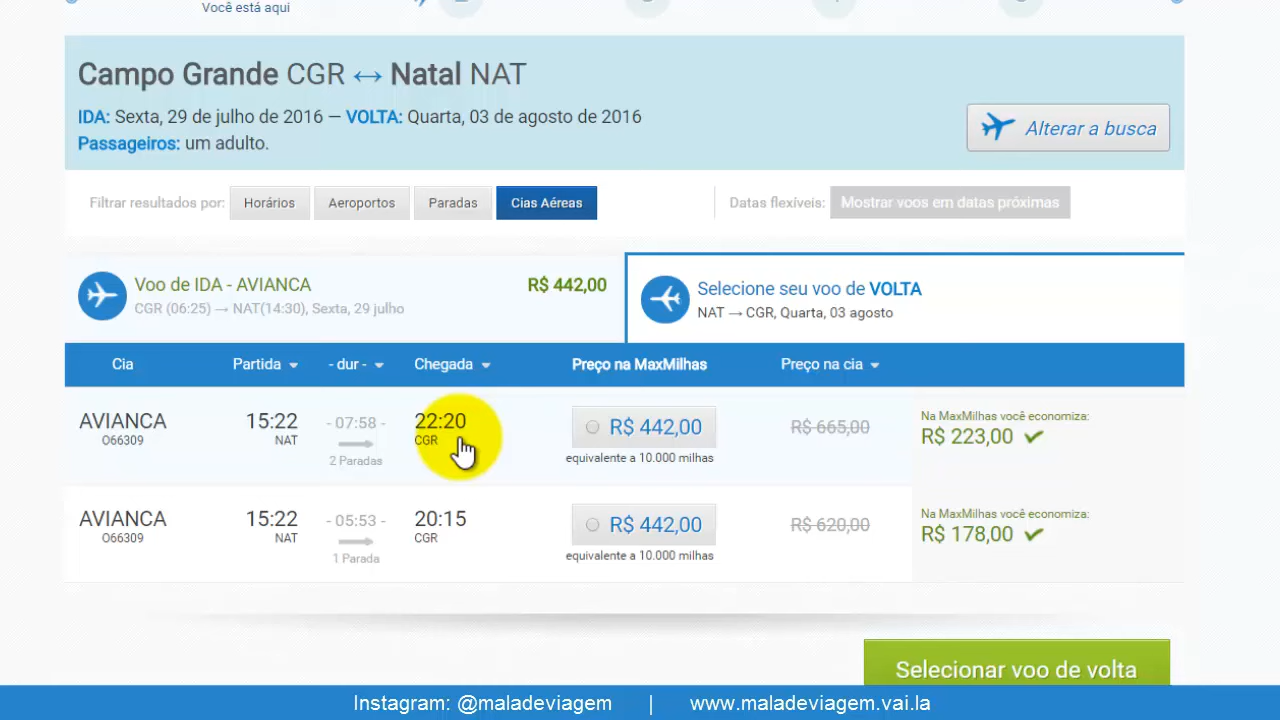 Você está aqui
Campo Grande CGR ↔ Natal NAT
IDA: Sexta, 29 de julho de 2016 — VOLTA: Quarta, 03 de agosto de 2016
Passageiros: um adulto.
Alterar a busca
Filtrar resultados por: Horários Aeroportos Paradas Cias Aéreas Datas flexíveis: Mostrar voos em datas próximas
Voo de IDA - AVIANCA R$ 442,00
CGR (06:25) → NAT(14:30), Sexta, 29 julho
Selecione seu voo de VOLTA
NAT → CGR, Quarta, 03 agosto
Cia Partida - dur - Chegada Preço na MaxMilhas Preço na cia
AVIANCA 15:22 - 07:58 - 22:20 R$ 442,00 R$ 665,00 Na MaxMilhas você economiza:
O66309 NAT 2 Paradas CGR equivalente a 10.000 milhas R$ 223,00
AVIANCA 15:22 - 05:53 - 20:15 R$ 442,00 R$ 620,00 Na MaxMilhas você economiza:
O66309 NAT 1 Parada CGR equivalente a 10.000 milhas R$ 178,00
Selecionar voo de volta
Instagram: @maladeviagem | www.maladeviagem.vai.la